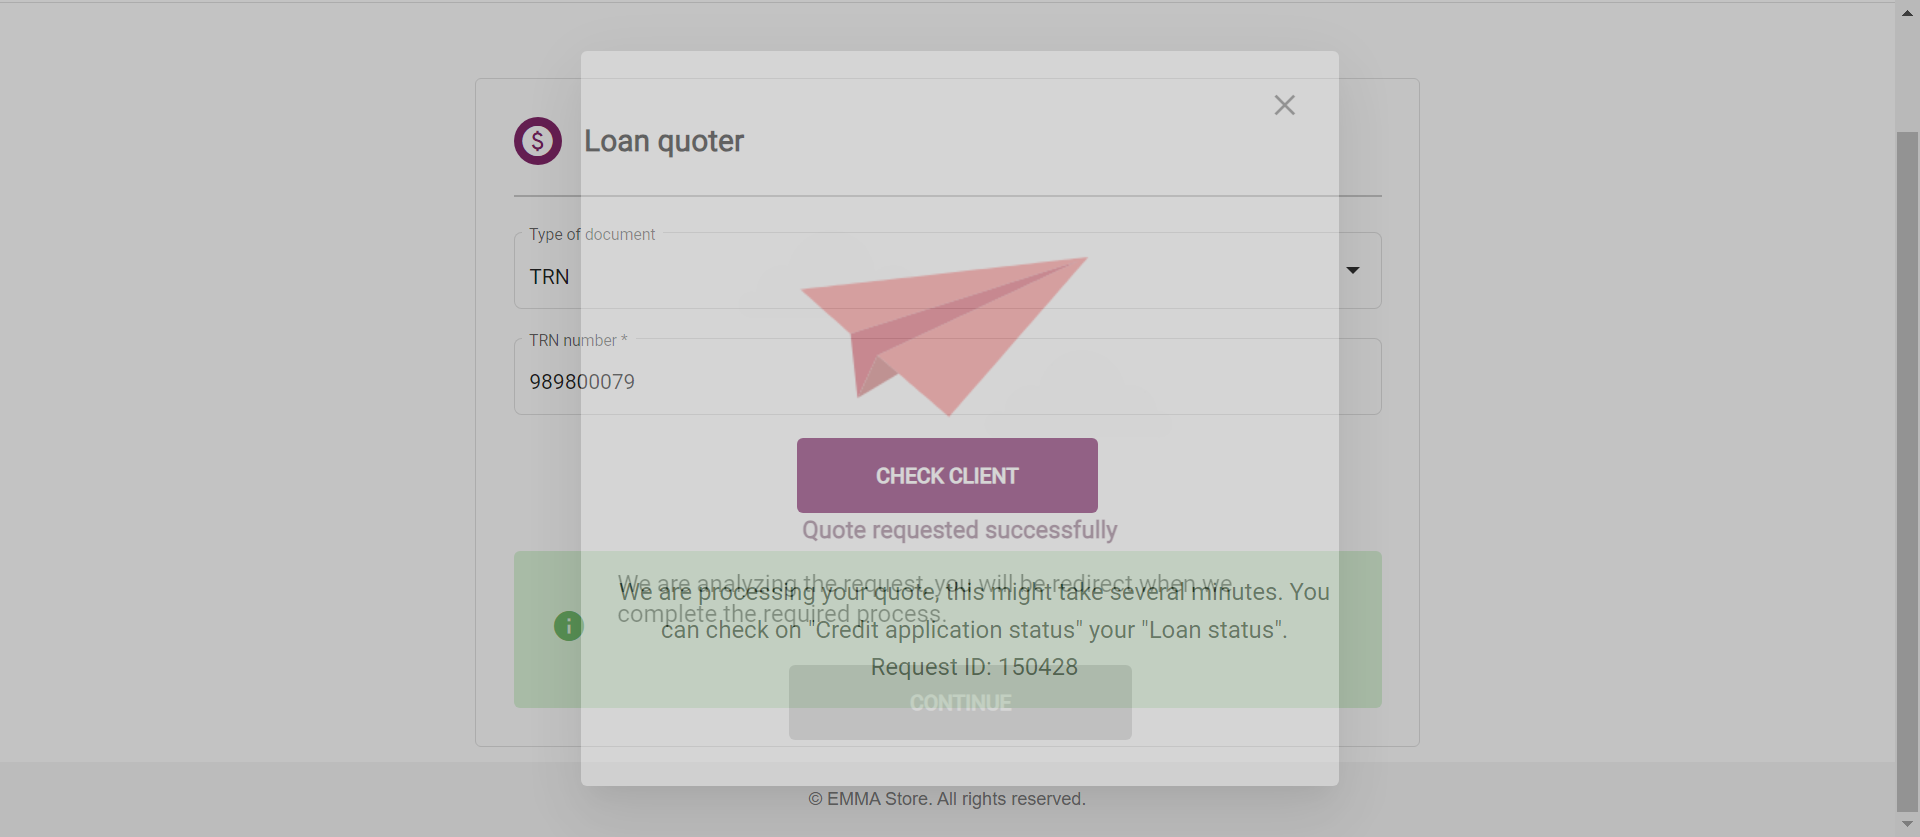 Loan quoter
Type of document
TRN
TRN number *
989800079
CHECK CLIENT
Quote requested successfully
We are analyzing the request, you will be redirect when we
complete the required process.
We are processing your quote, this might take several minutes. You
can check on "Credit application status" your "Loan status".
Request ID: 150428
CONTINUE
© EMMA Store. All rights reserved.